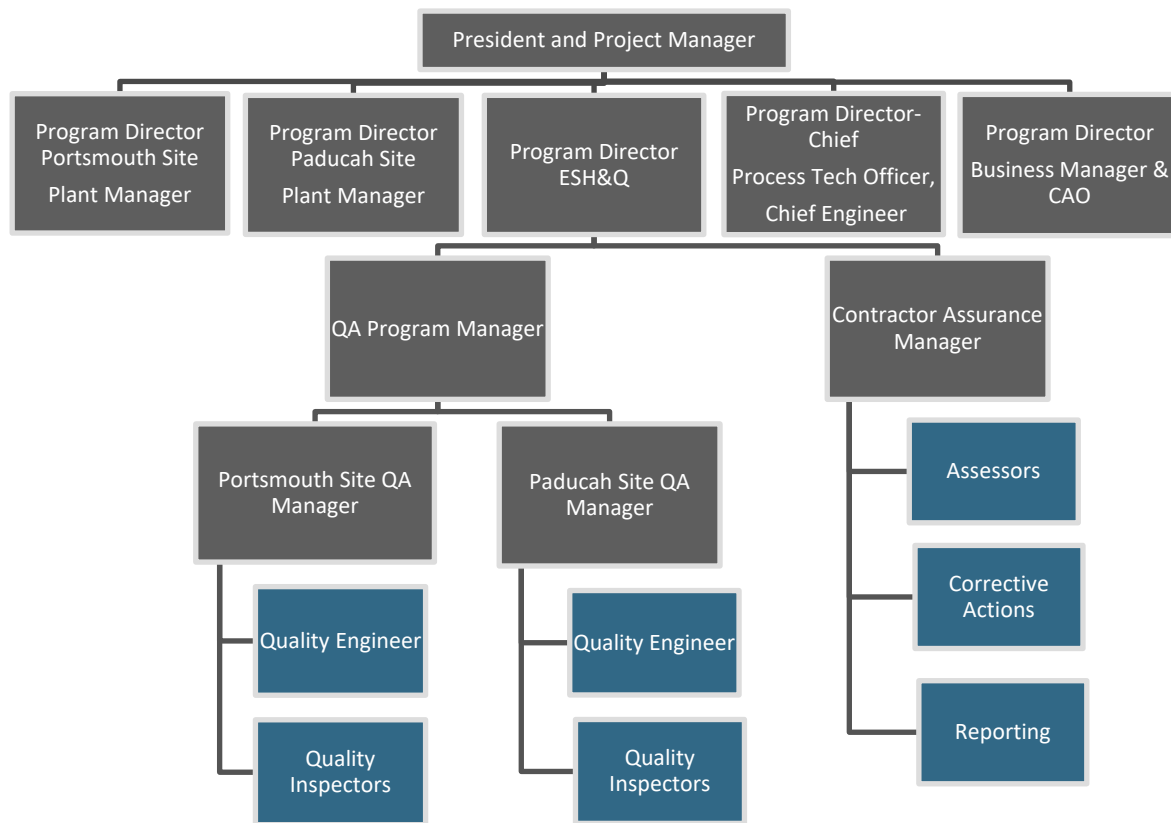 President and Project Manager
Program Director
Portsmouth Site
Plant Manager
Program Director
Paducah Site
Plant Manager
Program Director
ESH&Q
Program Director-
Chief
Process Tech Officer,
Chief Engineer
Program Director
Business Manager &
CAO
QA Program Manager
Contractor Assurance
Manager
Portsmouth Site QA
Manager
Paducah Site QA
Manager
Assessors
Quality Engineer
Quality Engineer
Corrective
Actions
Quality
Inspectors
Quality
Inspectors
Reporting